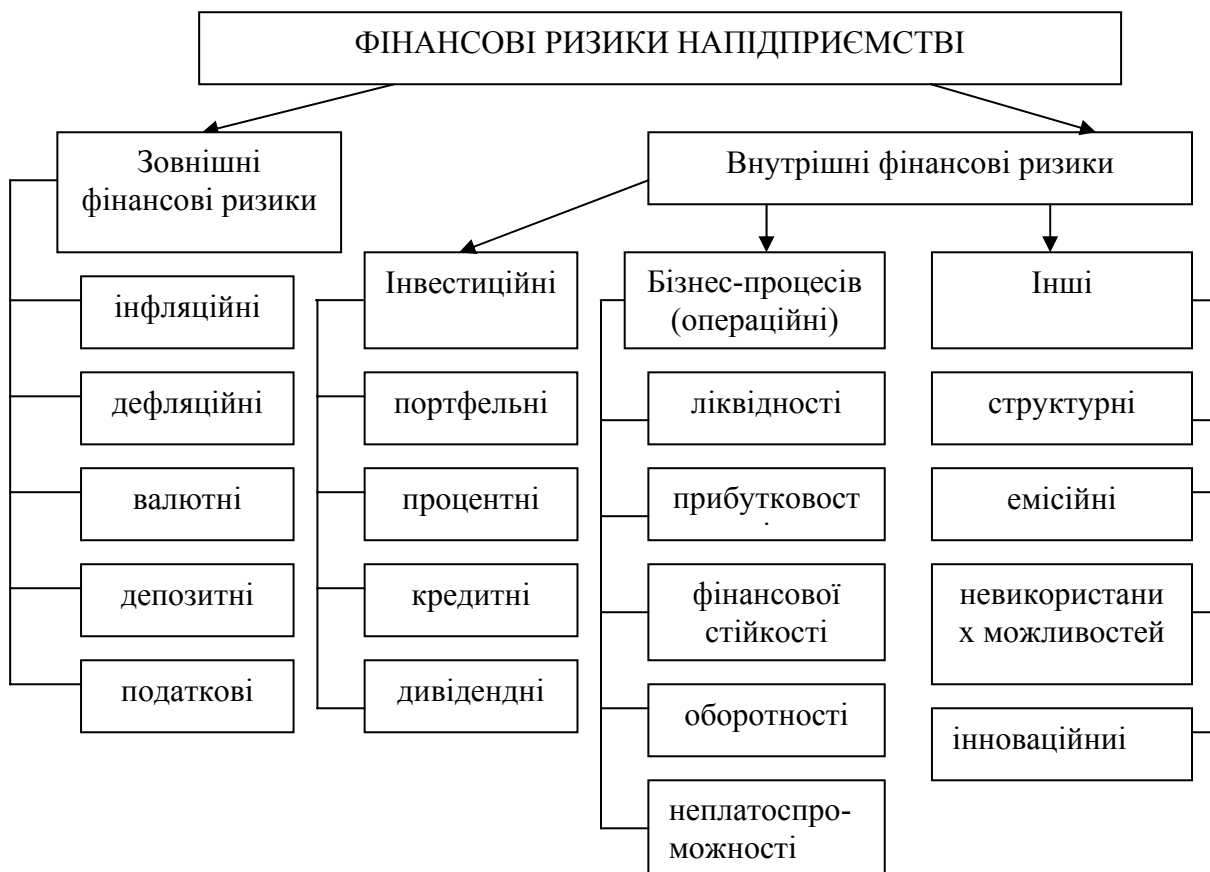 ФІНАНСОВІ РИЗИКИ НАПІДПРИЄМСТВІ
Зовнішні
фінансові ризики
Внутрішні фінансові ризики
інфляційні
дефляційні
валютні
депозитні
податкові
Інвестиційні
портфельні
процентні
кредитні
дивідендні
Бізнес-процесів
(операційні)
ліквідності
прибутковост
і
фінансової
стійкості
оборотності
неплатоспро-
можності
Інші
структурні
емісійні
невикористани
х можливостей
інноваційниі